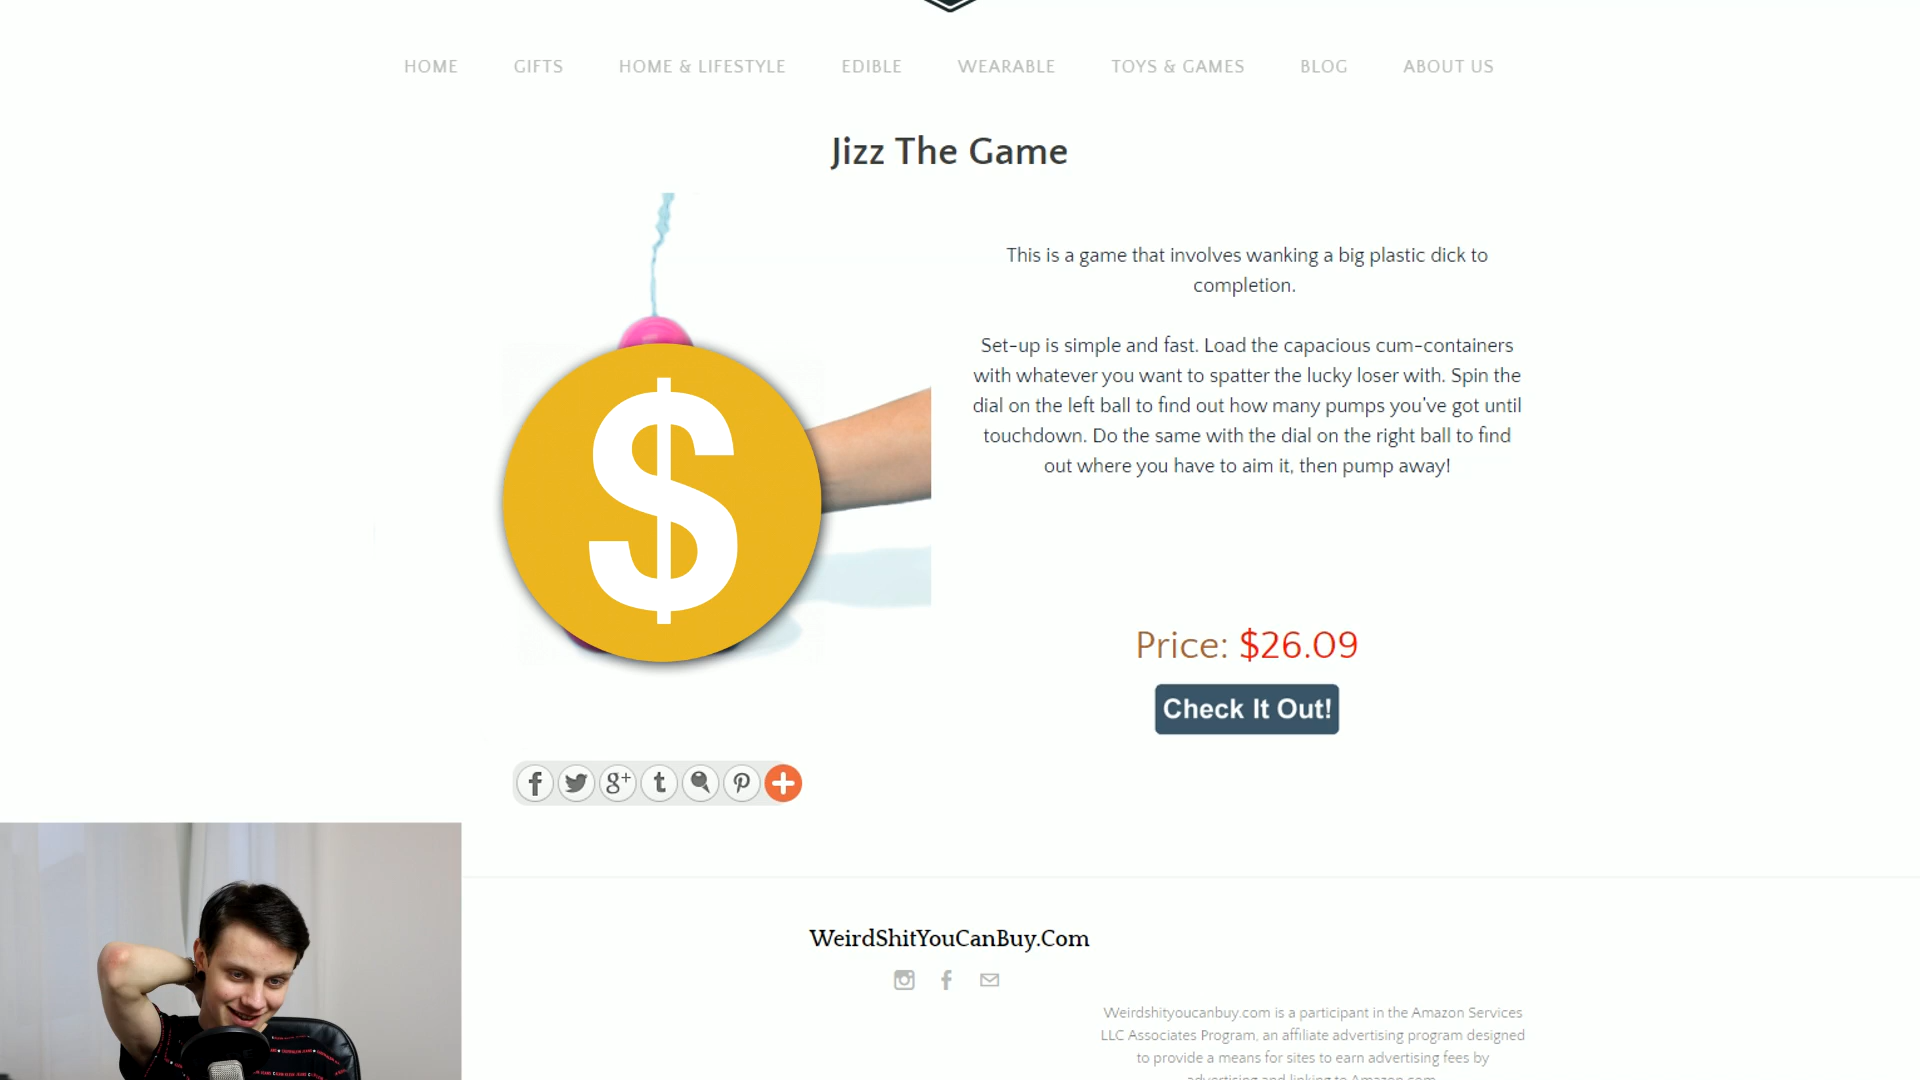 HOME GIFTS HOME & LIFESTYLE EDIBLE WEARABLE TOYS & GAMES BLOG ABOUT US
Jizz The Game
This is a game that involves wanking a big plastic dick to
completion.
Set-up is simple and fast. Load the capacious cum-containers
with whatever you want to spatter the lucky loser with. Spin the
dial on the left ball to find out how many pumps you've got until
touchdown. Do the same with the dial on the right ball to find
out where you have to aim it, then pump away!
$
Price: $26.09
Check It Out!
WeirdShitYouCanBuy.Com
Weirdshityoucanbuy.com is a participant in the Amazon Services
LLC Associates Program, an affiliate advertising program designed
to provide a means for sites to earn advertising fees by
advertising and linking to Amazon.com